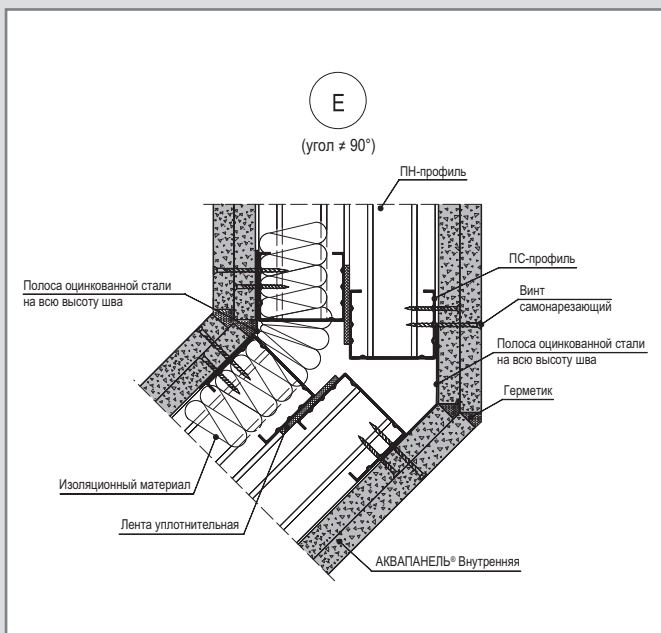 E
(угол ≠ 90°)
ПН-профиль
ПС-профиль
Полоса оцинкованной стали
на всю высоту шва
Винт
самонарезающий
Полоса оцинкованной стали
на всю высоту шва
Герметик
Изоляционный материал
Лента уплотнительная
АКВАПАНЕЛЬ® Внутренняя